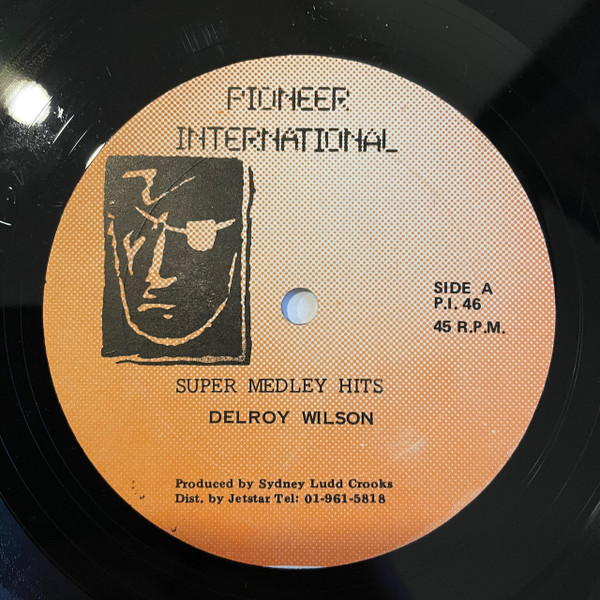 PIONEER
INTERNATIONAL
SIDE A
P.I. 46
45 R.P.M.
SUPER MEDLEY HITS
DELROY WILSON
Produced by Sydney Ludd Crooks
Dist. by Jetstar Tel: 01-961-5818